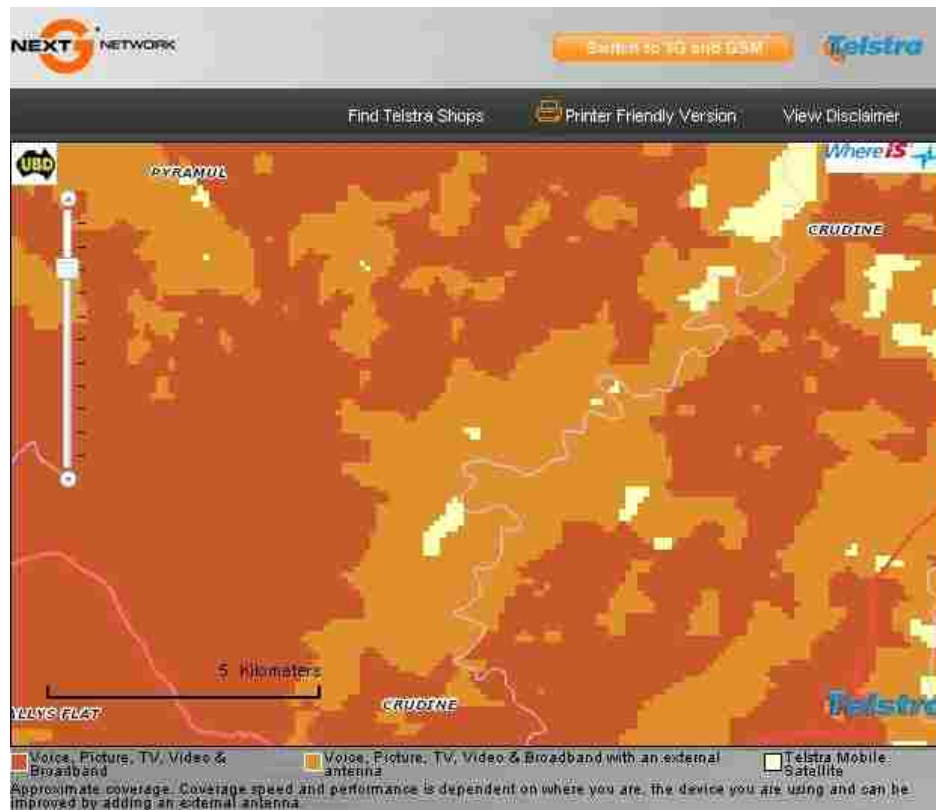 NEXT G NETWORK
Switch to 3G and GSM
Telstra
Find Telstra Shops
Printer Friendly Version
View Disclaimer
UBD
Where iS
PYRAMUL
CRUDINE
5 Kilometers
CRUDINE
ALLYS FLAT
Telstra
Voice, Picture, TV, Video &
Broadband
Voice, Picture, TV, Video & Broadband with an external
antenna
Telstra Mobile
Satellite
Approximate coverage. Coverage speed and performance is dependent on where you are, the device you are using and can be
improved by adding an external antenna